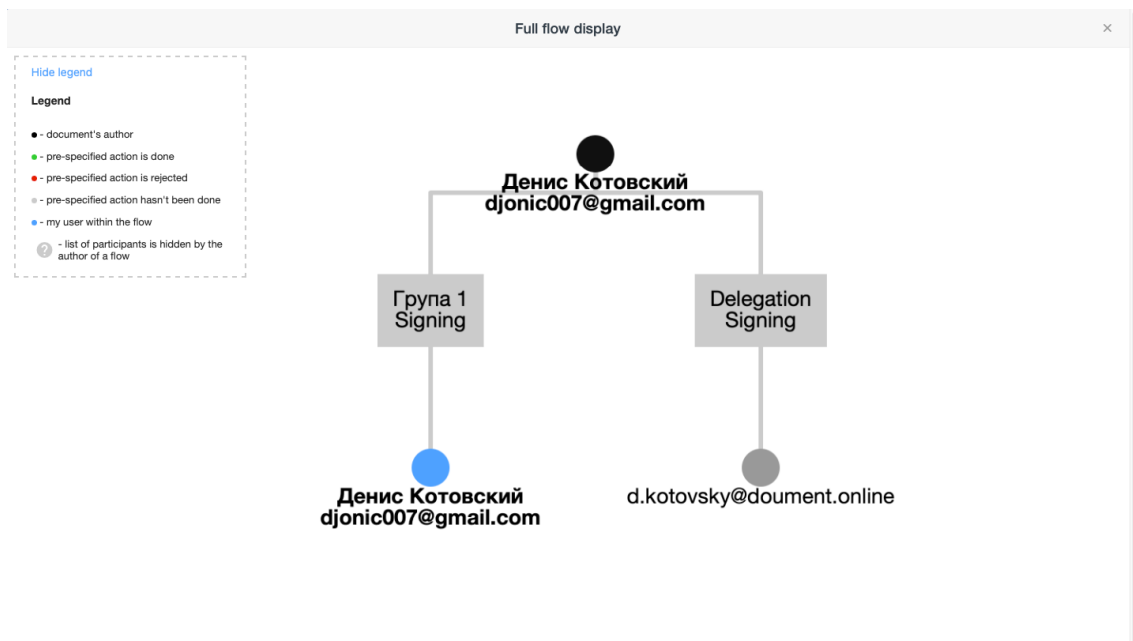 Full flow display
×
Hide legend
Legend
- document's author
- pre-specified action is done
- pre-specified action is rejected
- pre-specified action hasn't been done
- my user within the flow
? - list of participants is hidden by the
author of a flow
Денис Котовский
djonic007@gmail.com
Група 1
Signing
Delegation
Signing
Денис Котовский
djonic007@gmail.com
d.kotovsky@doument.online